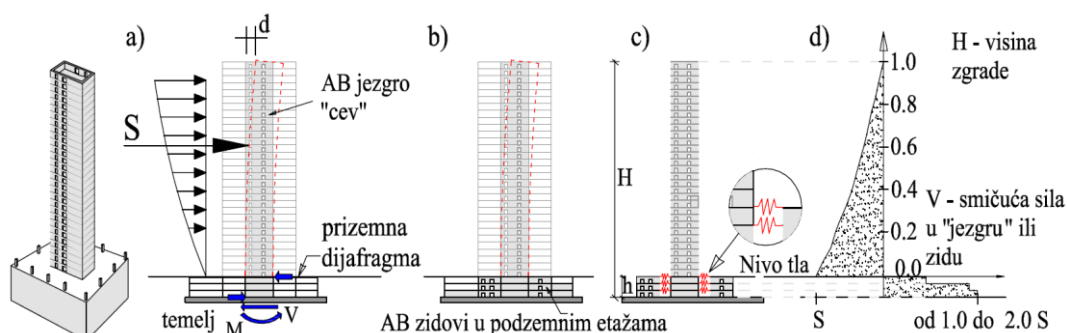 a)
d
b)
c)
d)
H - visina
zgrade
AB jezgro
"cev"
S
H
1.0
0.8
0.6
0.4
0.2
0.0
V - smičuća sila
u "jezgru" ili
zidu
prizemna
dijafragma
Nivo tla
h
temelj
M
V
AB zidovi u podzemnim etažama
S
od 1.0 do 2.0 S